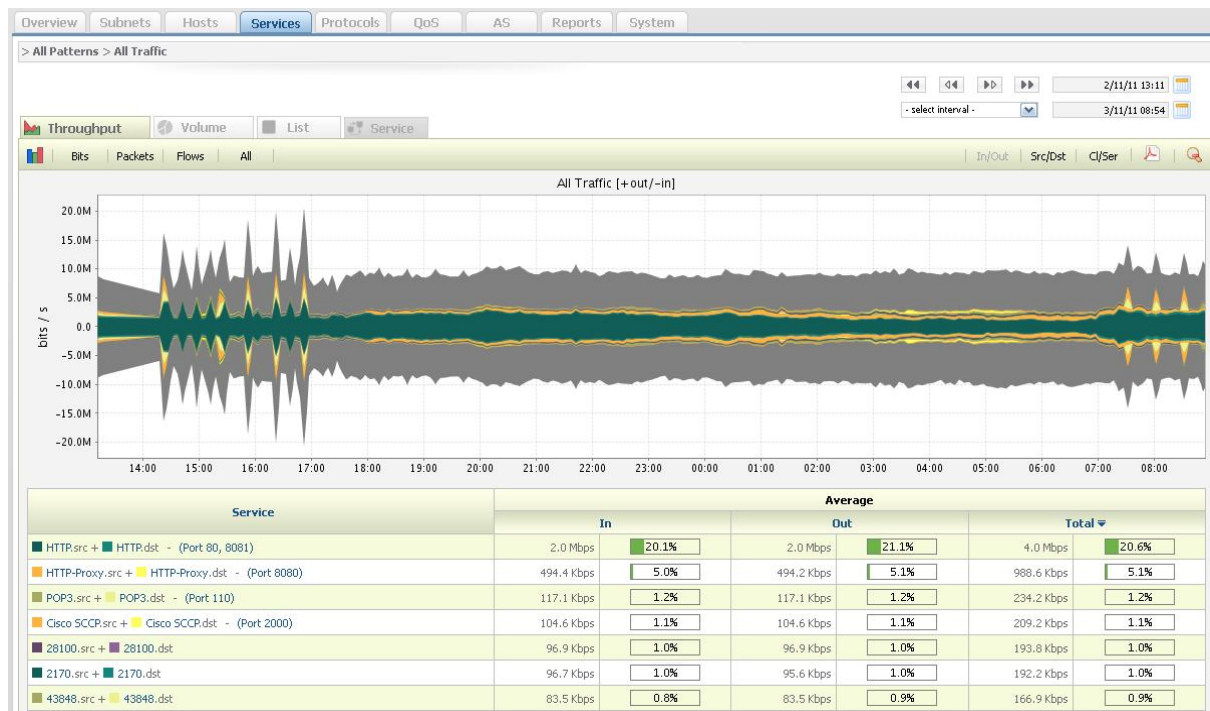 Overview Subnets Hosts Services Protocols QoS AS Reports System
> All Patterns > All Traffic
2/11/11 13:11
- select interval - 3/11/11 08:54
Throughput Volume List Service
Bits Packets Flows All In/Out Src/Dst Cl/Ser
All Traffic [+out/-in]
20.0M
15.0M
10.0M
5.0M
0.0
-5.0M
-10.0M
-15.0M
-20.0M
bits / s
14:00 15:00 16:00 17:00 18:00 19:00 20:00 21:00 22:00 23:00 00:00 01:00 02:00 03:00 04:00 05:00 06:00 07:00 08:00
Service Average
In Out Total
HTTP.src + HTTP.dst - (Port 80, 8081) 2.0 Mbps 20.1% 2.0 Mbps 21.1% 4.0 Mbps 20.6%
HTTP-Proxy.src + HTTP-Proxy.dst - (Port 8080) 494.4 Kbps 5.0% 494.2 Kbps 5.1% 988.6 Kbps 5.1%
POP3.src + POP3.dst - (Port 110) 117.1 Kbps 1.2% 117.1 Kbps 1.2% 234.2 Kbps 1.2%
Cisco SCCP.src + Cisco SCCP.dst - (Port 2000) 104.6 Kbps 1.1% 104.6 Kbps 1.1% 209.2 Kbps 1.1%
28100.src + 28100.dst 96.9 Kbps 1.0% 96.9 Kbps 1.0% 193.8 Kbps 1.0%
2170.src + 2170.dst 96.7 Kbps 1.0% 95.6 Kbps 1.0% 192.2 Kbps 1.0%
43848.src + 43848.dst 83.5 Kbps 0.8% 83.5 Kbps 0.9% 166.9 Kbps 0.9%